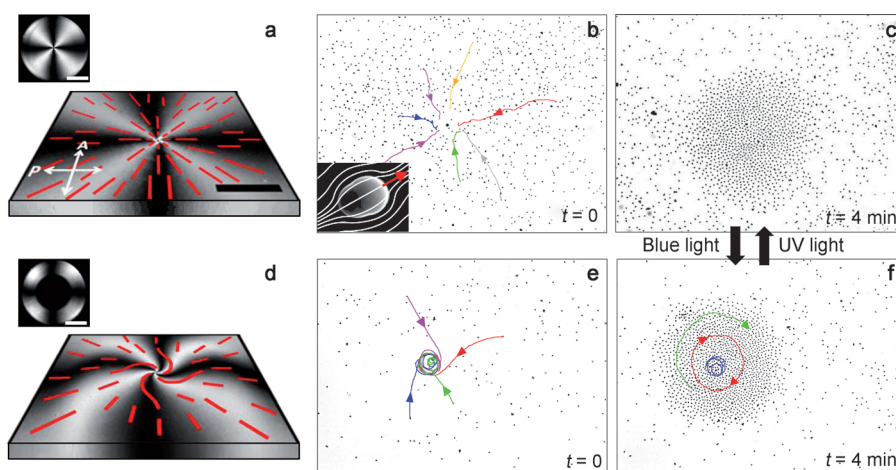 a
P
A
b
t = 0
c
t = 4 min
Blue light
UV light
d
e
t = 0
f
t = 4 min